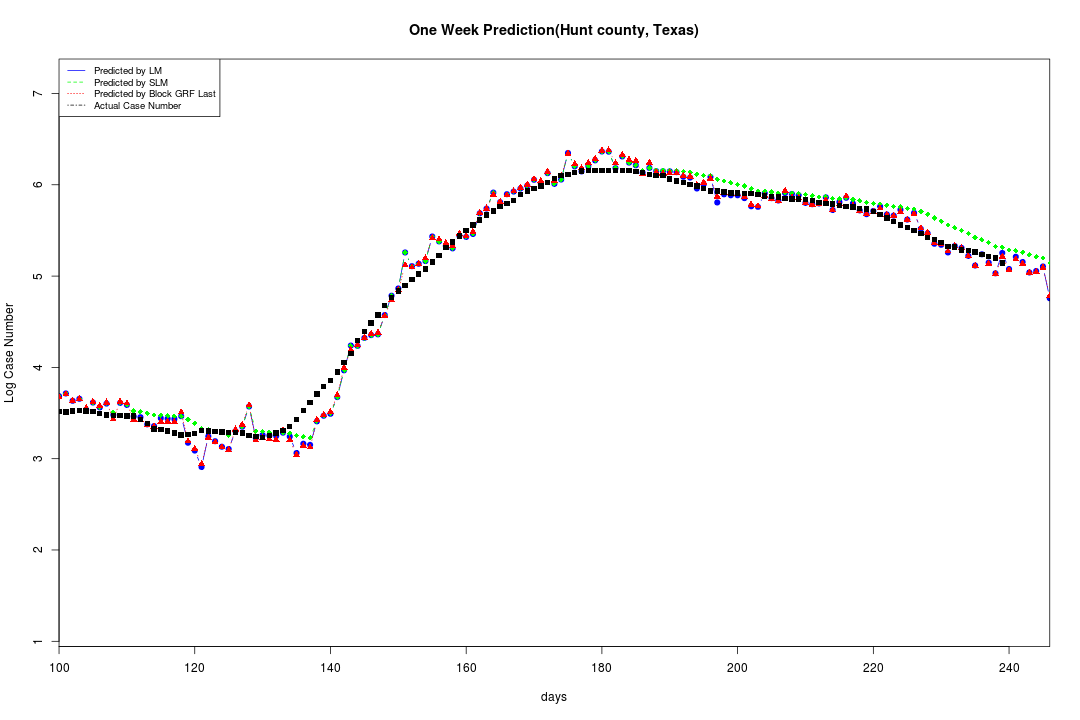 One Week Prediction(Hunt county, Texas)
Predicted by LM
Predicted by SLM
Predicted by Block GRF Last
Actual Case Number
Log Case Number
7
6
5
4
3
2
1
100 120 140 160 180 200 220 240
days